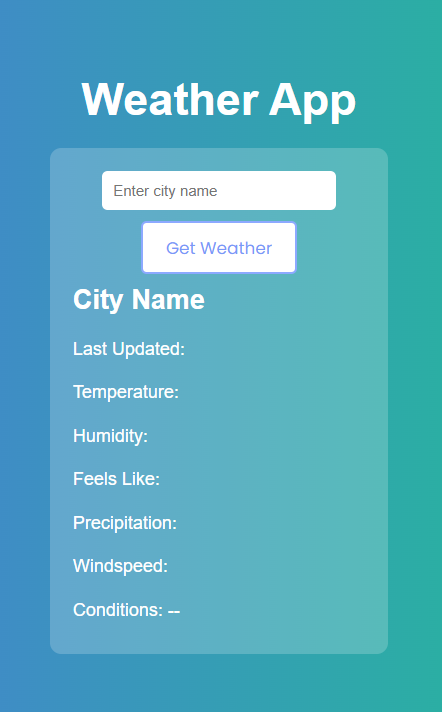 Weather App
Enter city name
Get Weather
City Name
Last Updated:
Temperature:
Humidity:
Feels Like:
Precipitation:
Windspeed:
Conditions: --